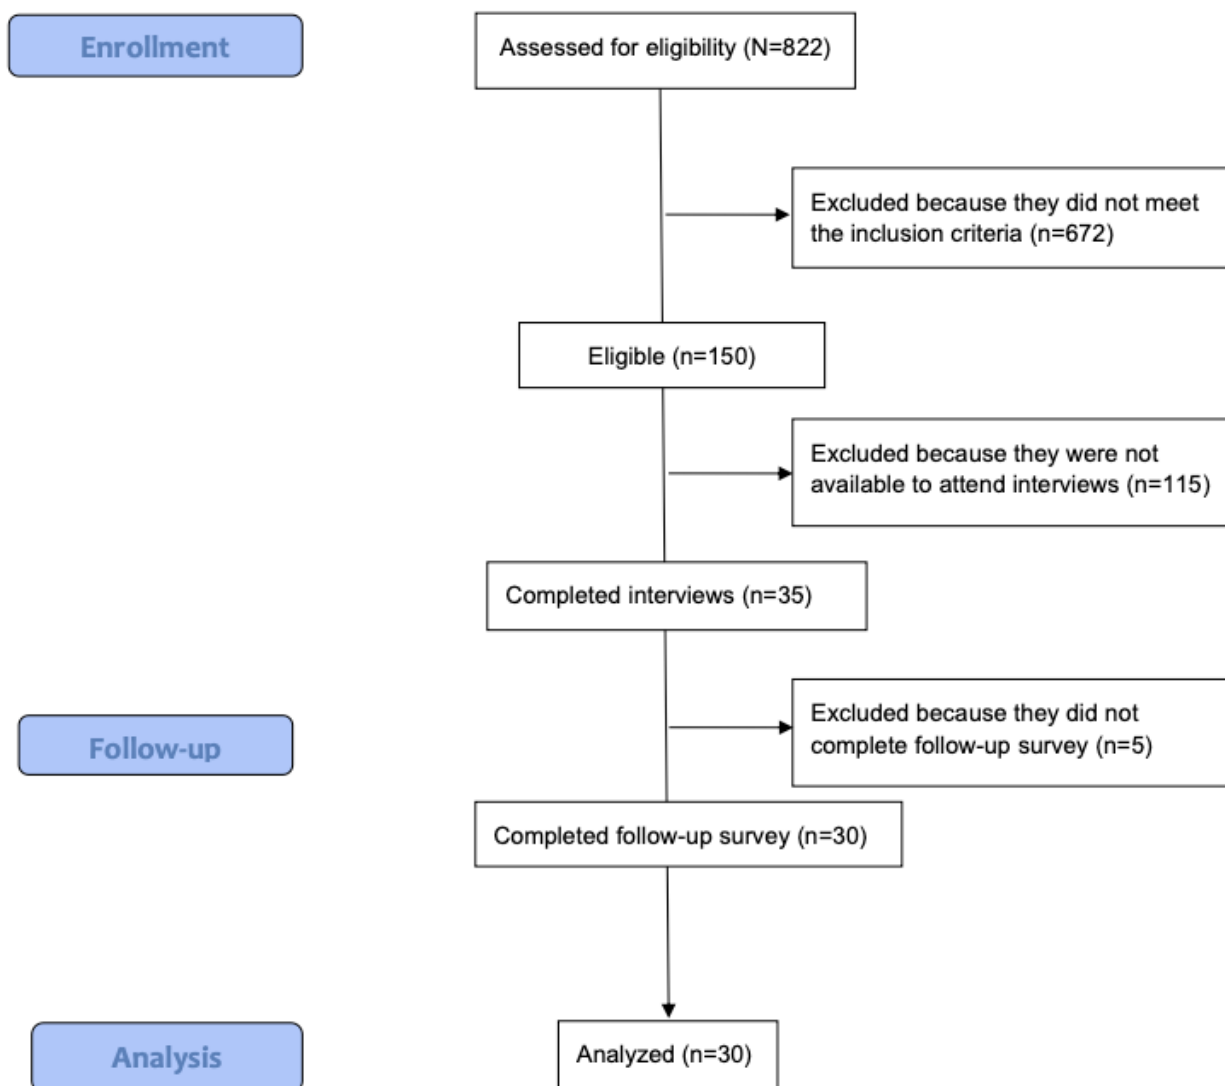 Enrollment
Assessed for eligibility (N=822)
Excluded because they did not meet
the inclusion criteria (n=672)
Eligible (n=150)
Excluded because they were not
available to attend interviews (n=115)
Completed interviews (n=35)
Excluded because they did not
complete follow-up survey (n=5)
Follow-up
Completed follow-up survey (n=30)
Analysis
Analyzed (n=30)